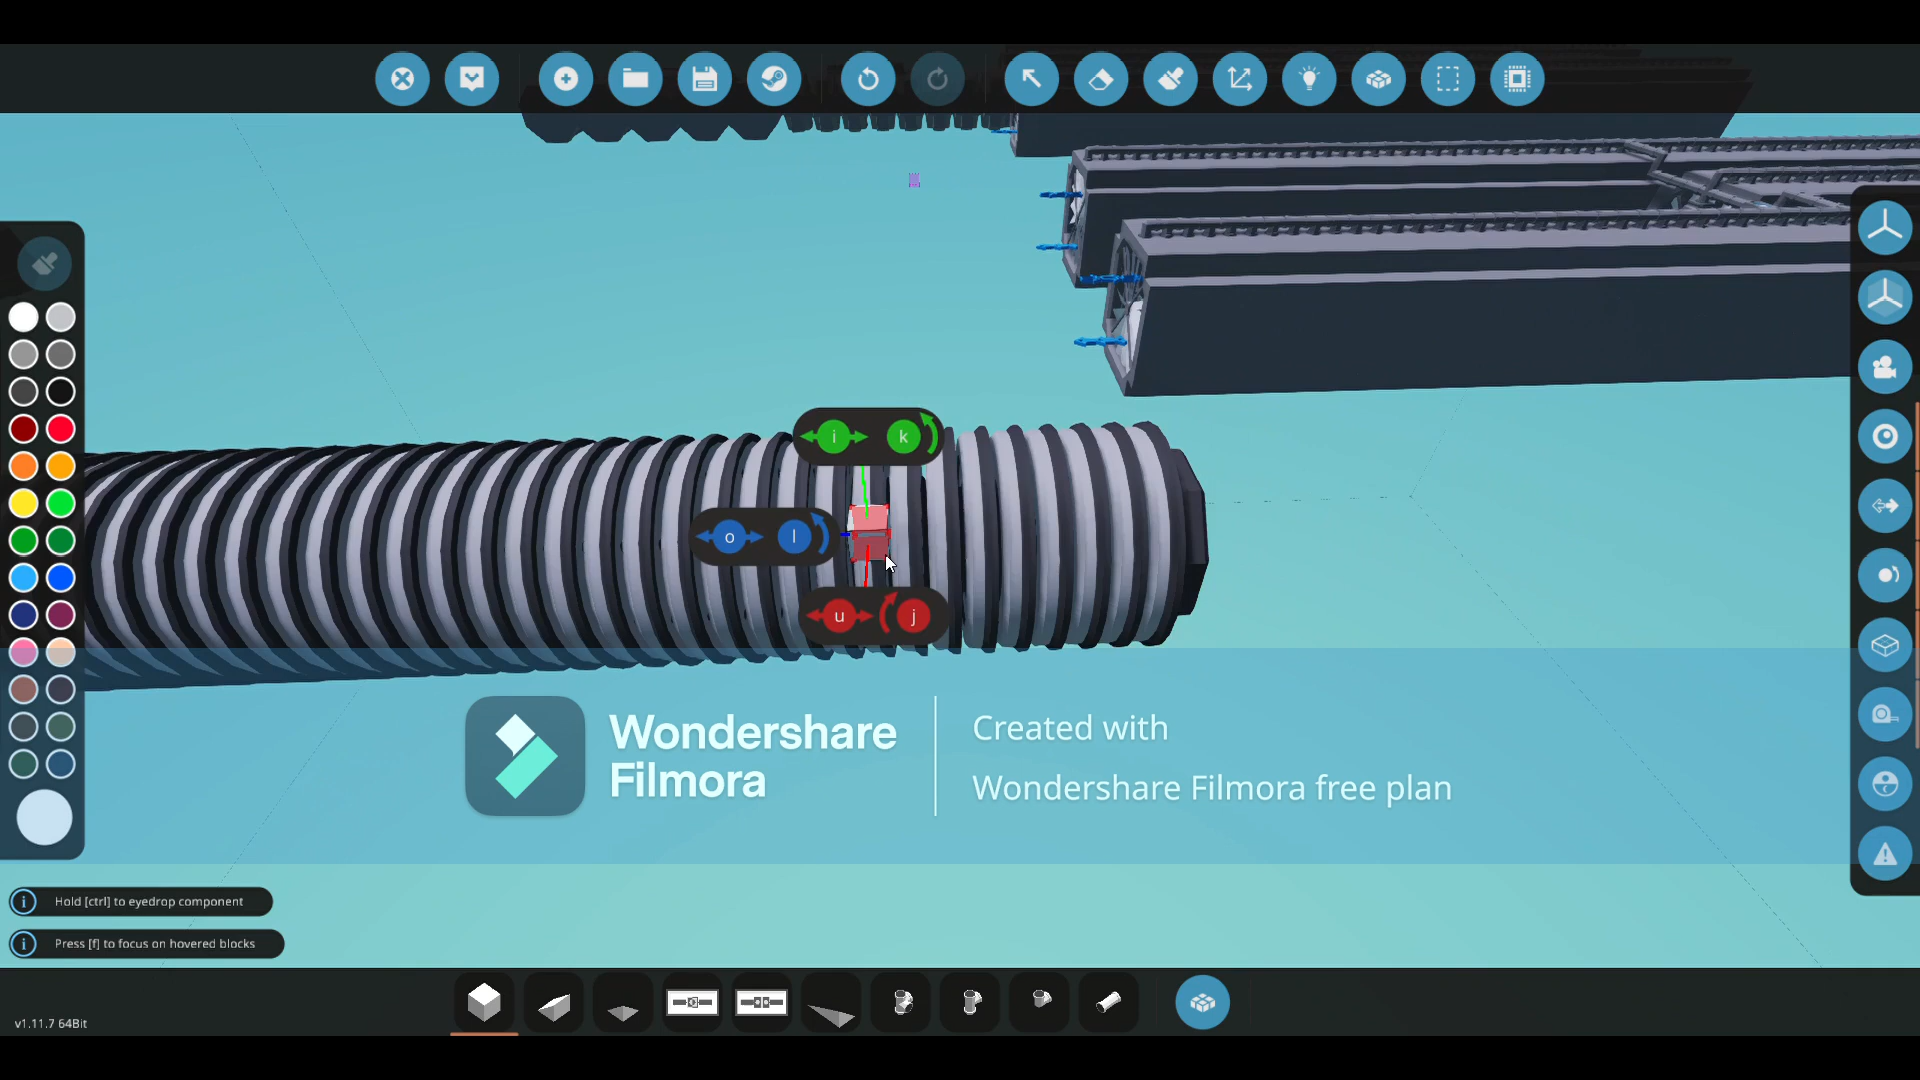 i k
o l
u j
Wondershare
Filmora
Created with
Wondershare Filmora free plan
Hold [ctrl] to eyedrop component
Press [f] to focus on hovered blocks
v1.11.7 64Bit